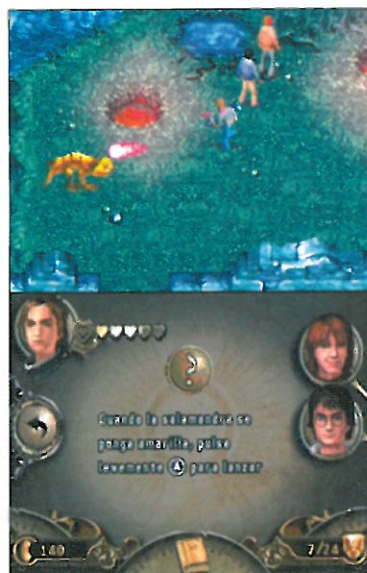 ?
Cuando la salamandra se
ponga amarilla, pulse
levemente A para lanzar
140
7/24